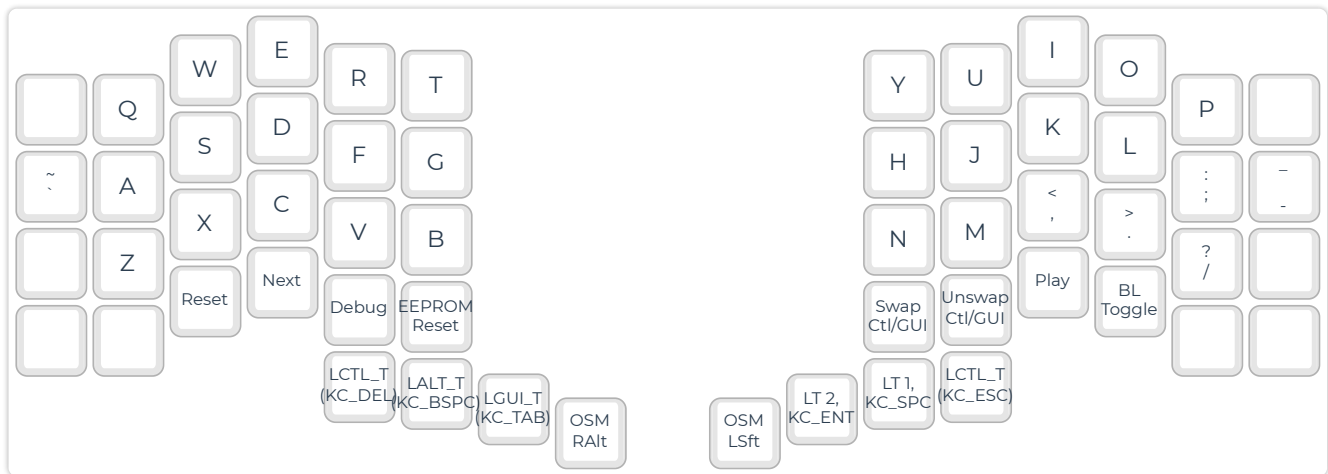 Q
W
E
R
T
Y
U
I
O
P
~
`
A
S
D
F
G
H
J
K
L
:
;
_
-
Z
X
C
V
B
N
M
<
,
>
.
?
/
Reset
Next
Debug
EEPROM
Reset
Swap
Ctl/GUI
Unswap
Ctl/GUI
Play
BL
Toggle
LCTL_T
(KC_DEL)
LALT_T
(KC_BSPC)
LGUI_T
(KC_TAB)
OSM
RAlt
OSM
LSft
LT 2,
KC_ENT
LT 1,
KC_SPC
LCTL_T
(KC_ESC)